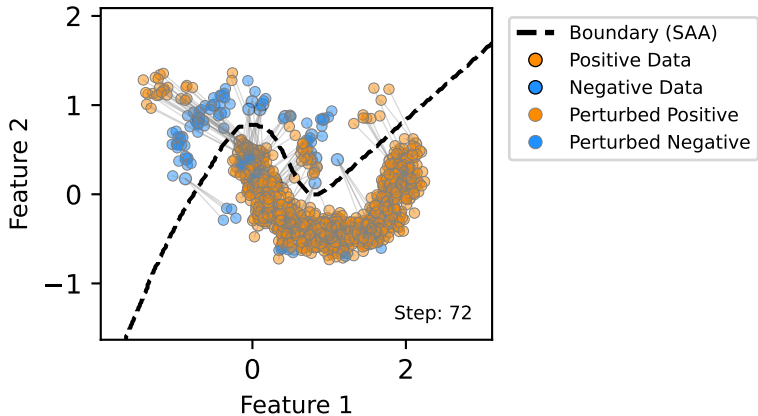 2
1
0
−1
Feature 2
0
2
Feature 1
Step: 72
Boundary (SAA)
Positive Data
Negative Data
Perturbed Positive
Perturbed Negative